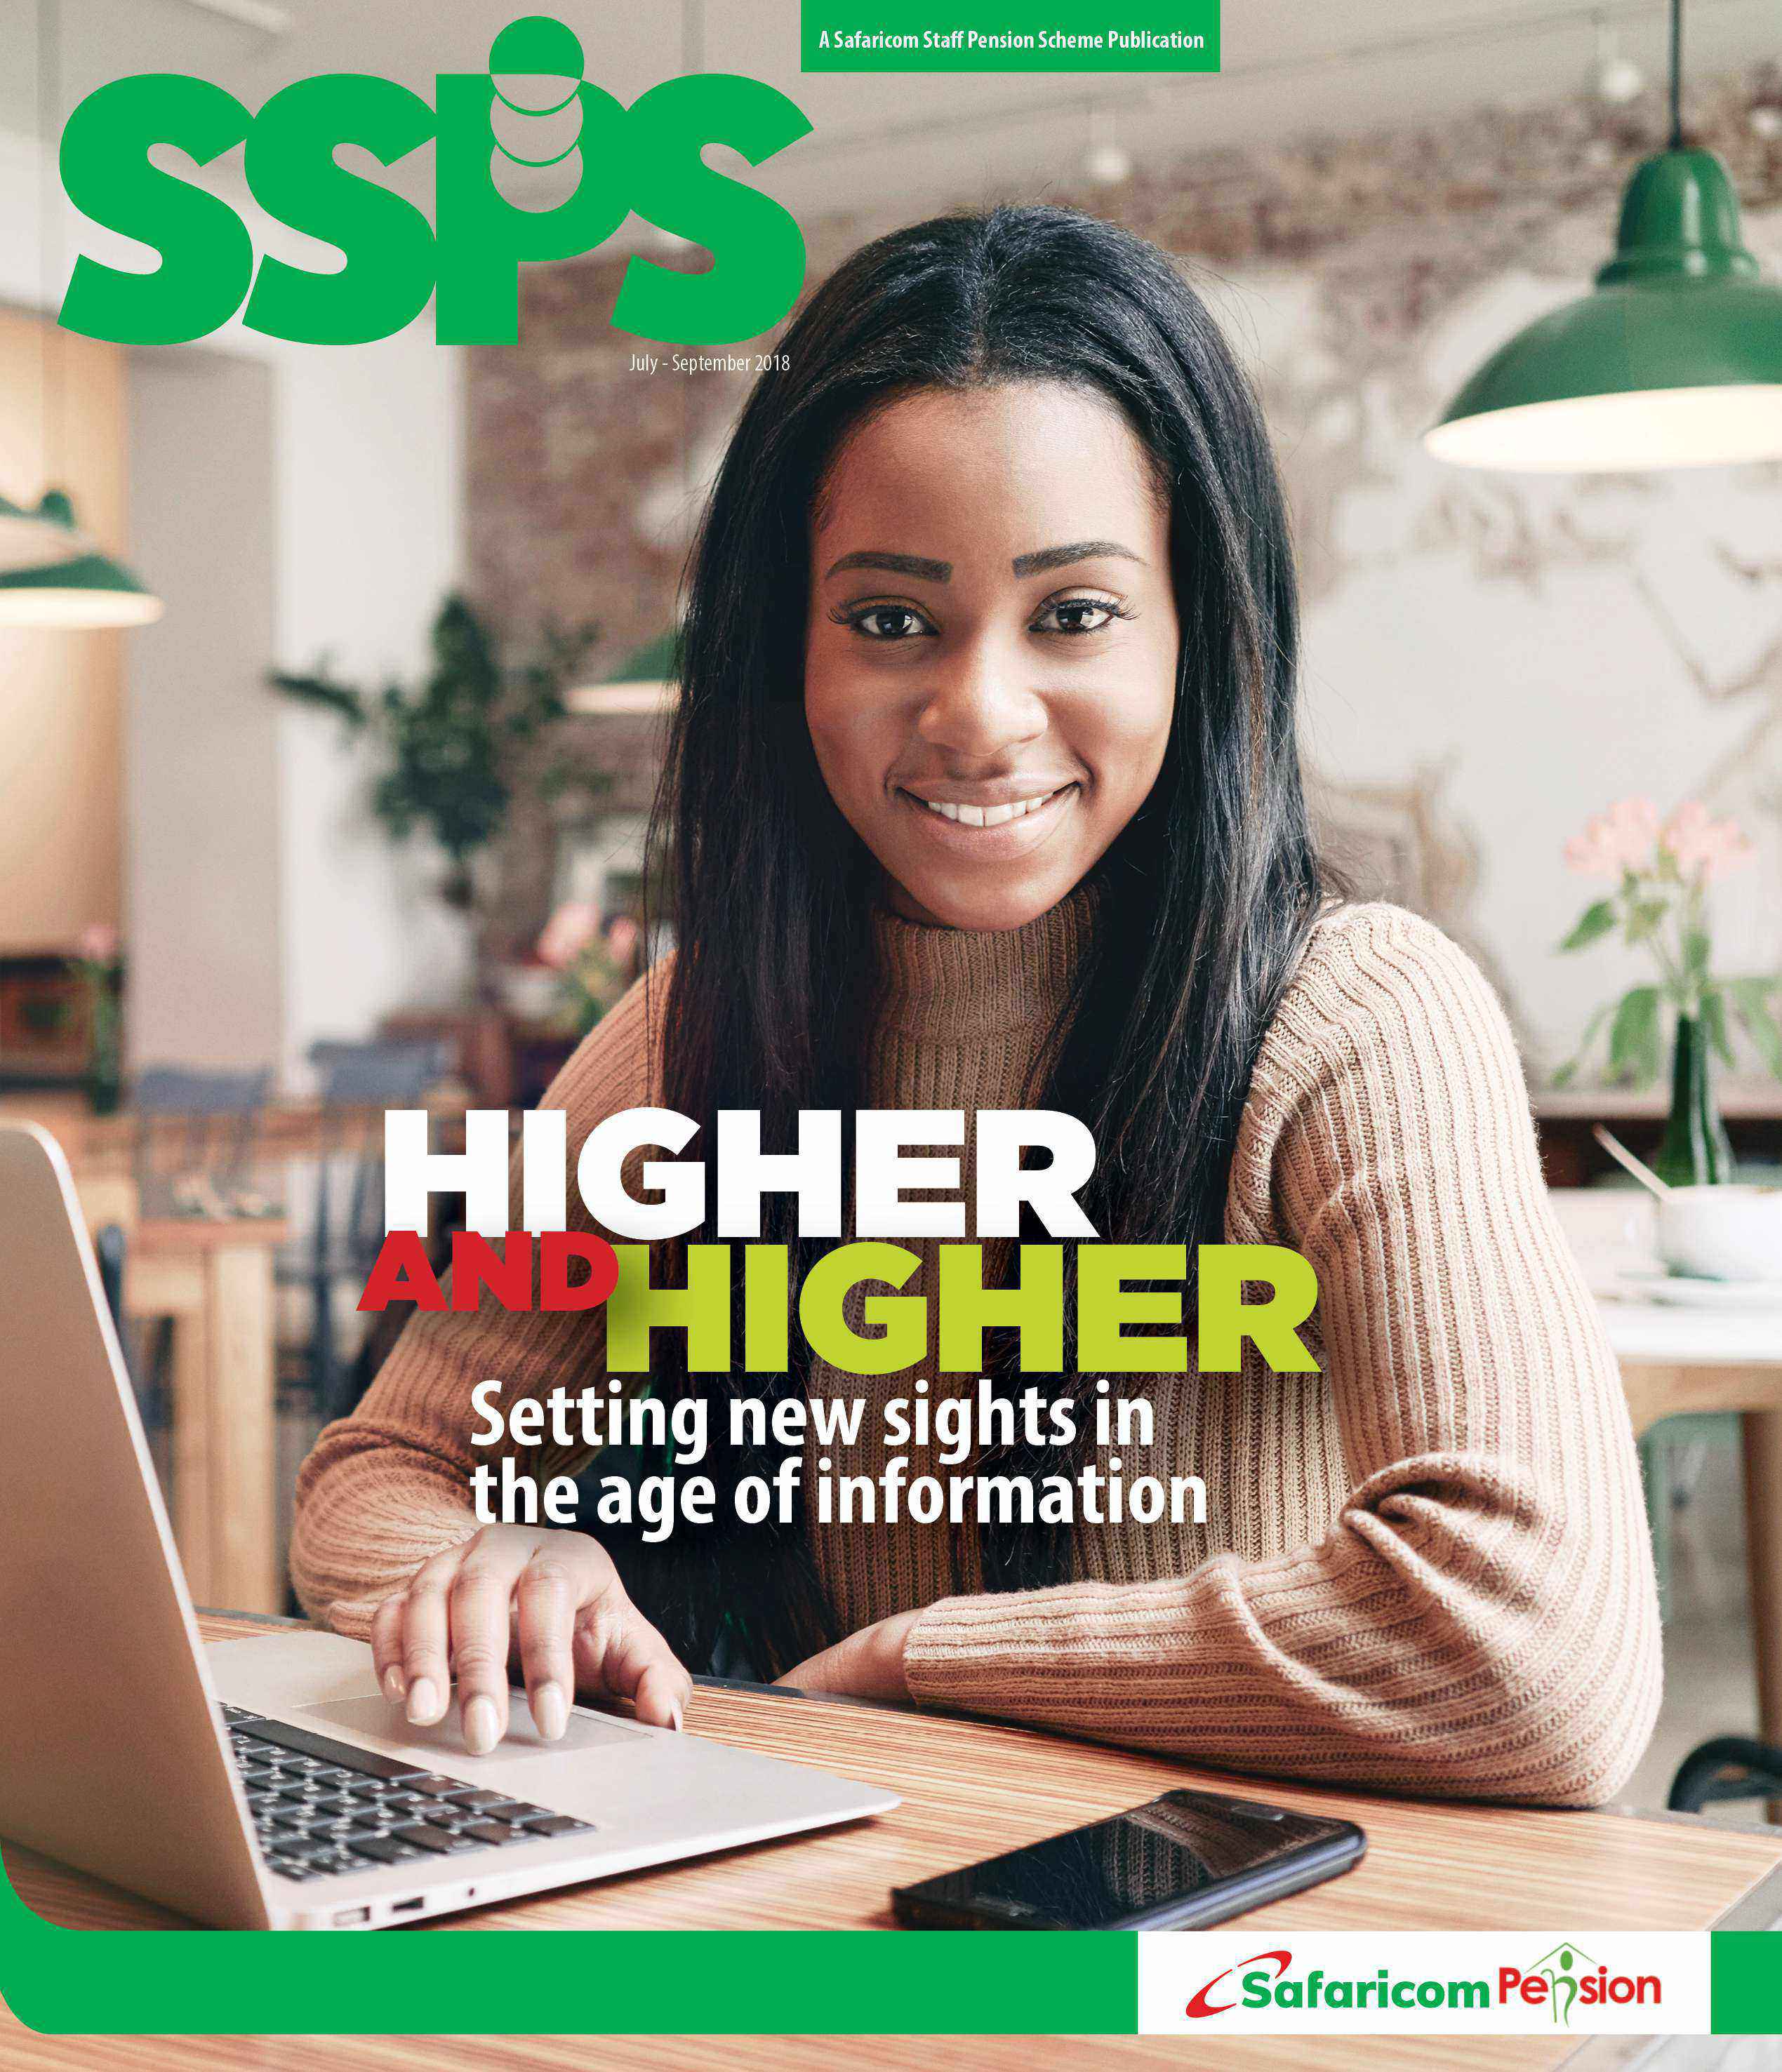 A Safaricom Staff Pension Scheme Publication
SSPS
July - September 2018
HIGHER
AND HIGHER
Setting new sights in
the age of information
Safaricom Pension